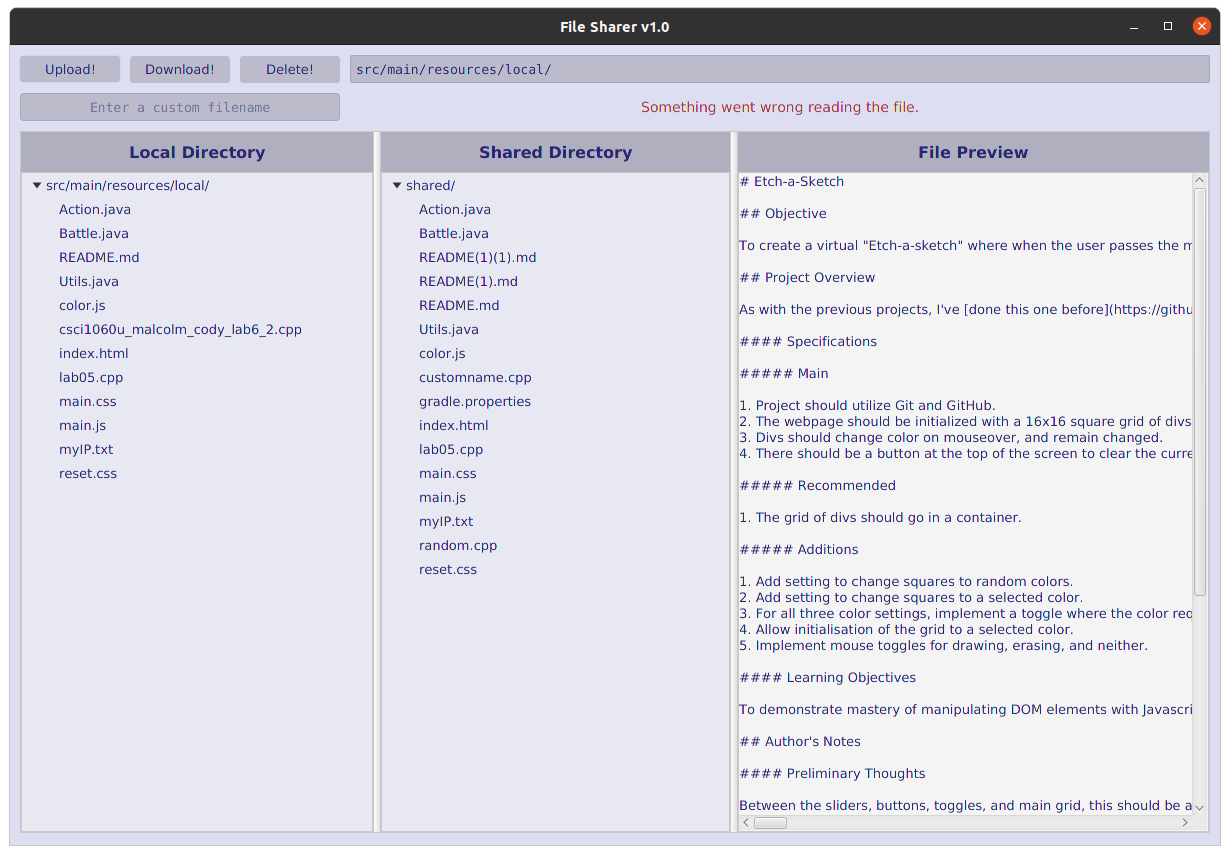 File Sharer v1.0
Upload! Download! Delete! src/main/resources/local/
Enter a custom filename Something went wrong reading the file.
Local Directory
src/main/resources/local/
Action.java
Battle.java
README.md
Utils.java
color.js
csci1060u_malcolm_cody_lab6_2.cpp
index.html
lab05.cpp
main.css
main.js
myIP.txt
reset.css
Shared Directory
shared/
Action.java
Battle.java
README(1)(1).md
README(1).md
README.md
Utils.java
color.js
customname.cpp
gradle.properties
index.html
lab05.cpp
main.css
main.js
myIP.txt
random.cpp
reset.css
File Preview
# Etch-a-Sketch
## Objective
To create a virtual "Etch-a-sketch" where when the user passes the m
## Project Overview
As with the previous projects, I've [done this one before](https://githu
#### Specifications
##### Main
1. Project should utilize Git and GitHub.
2. The webpage should be initialized with a 16x16 square grid of divs
3. Divs should change color on mouseover, and remain changed.
4. There should be a button at the top of the screen to clear the curre
##### Recommended
1. The grid of divs should go in a container.
##### Additions
1. Add setting to change squares to random colors.
2. Add setting to change squares to a selected color.
3. For all three color settings, implement a toggle where the color req
4. Allow initialisation of the grid to a selected color.
5. Implement mouse toggles for drawing, erasing, and neither.
#### Learning Objectives
To demonstrate mastery of manipulating DOM elements with Javascri
## Author's Notes
#### Preliminary Thoughts
Between the sliders, buttons, toggles, and main grid, this should be a